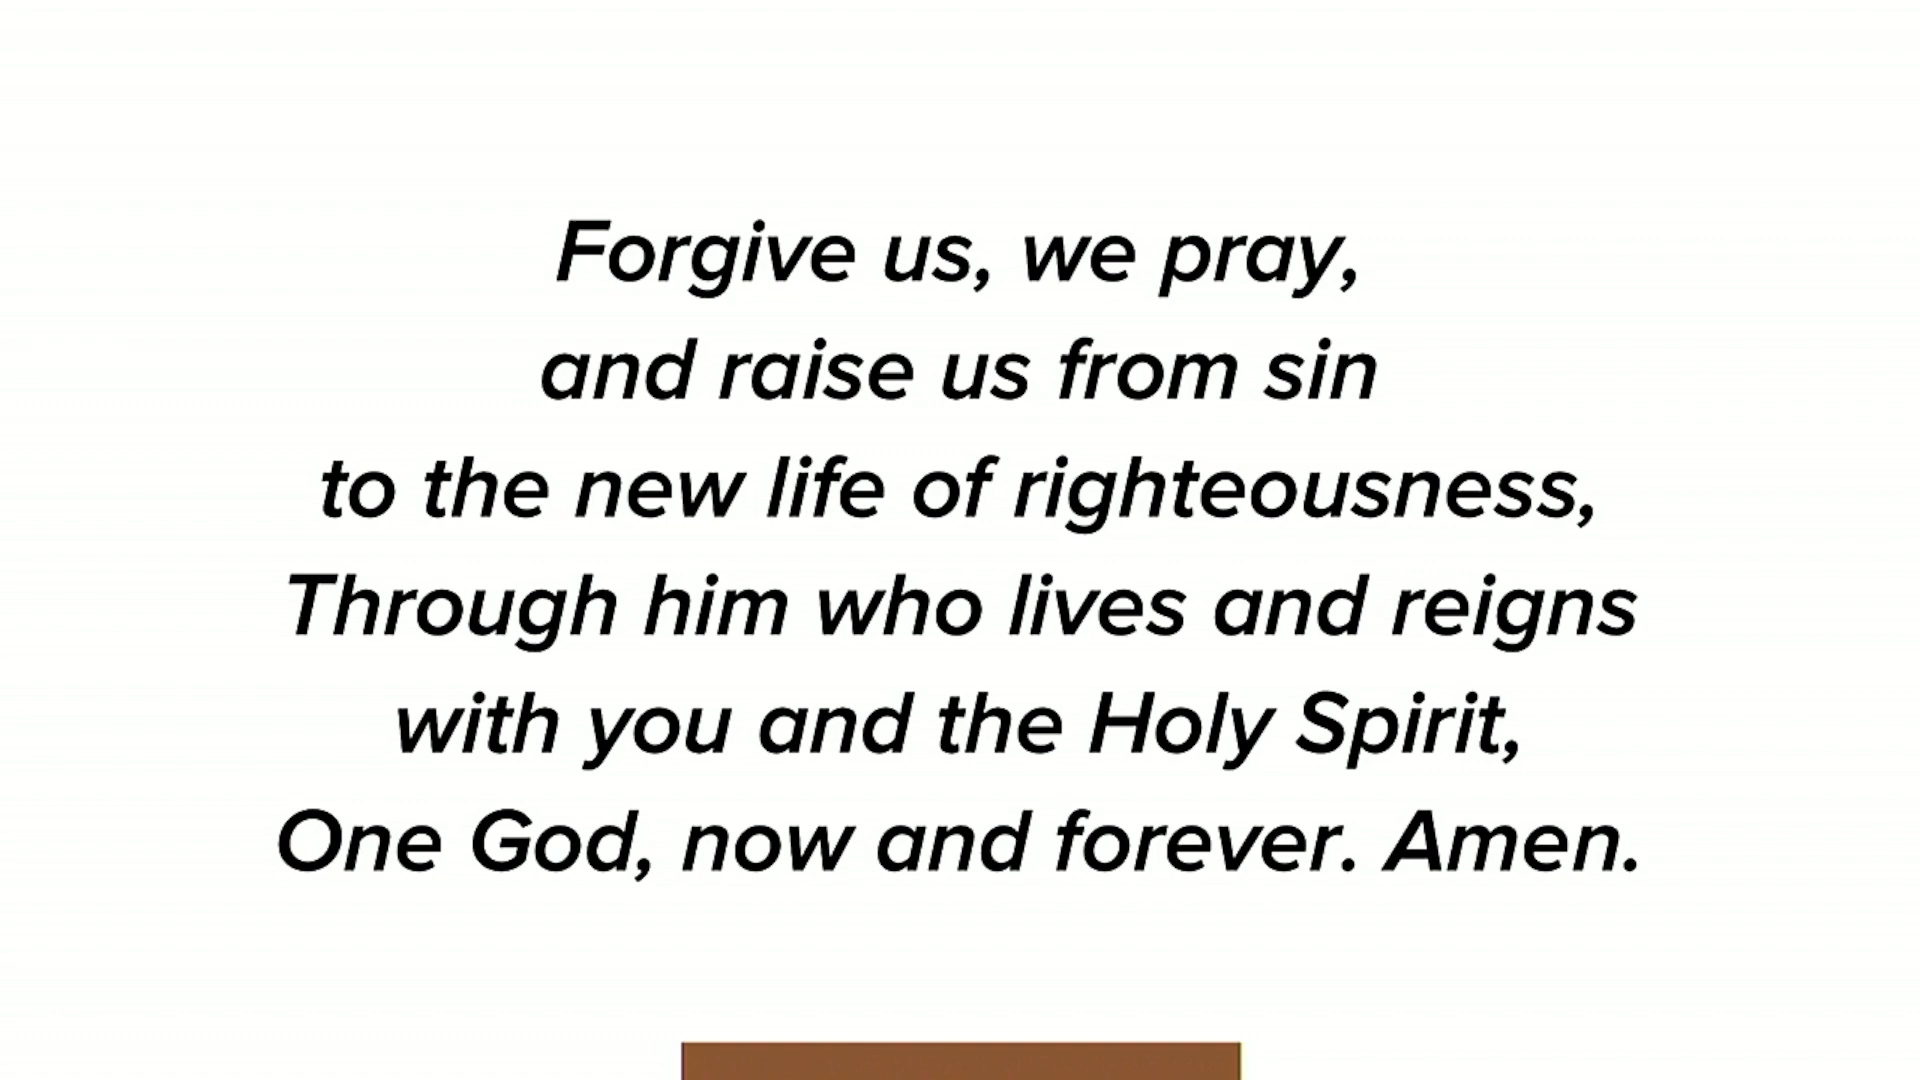 Forgive us, we pray,
and raise us from sin
to the new life of righteousness,
Through him who lives and reigns
with you and the Holy Spirit,
One God, now and forever. Amen.